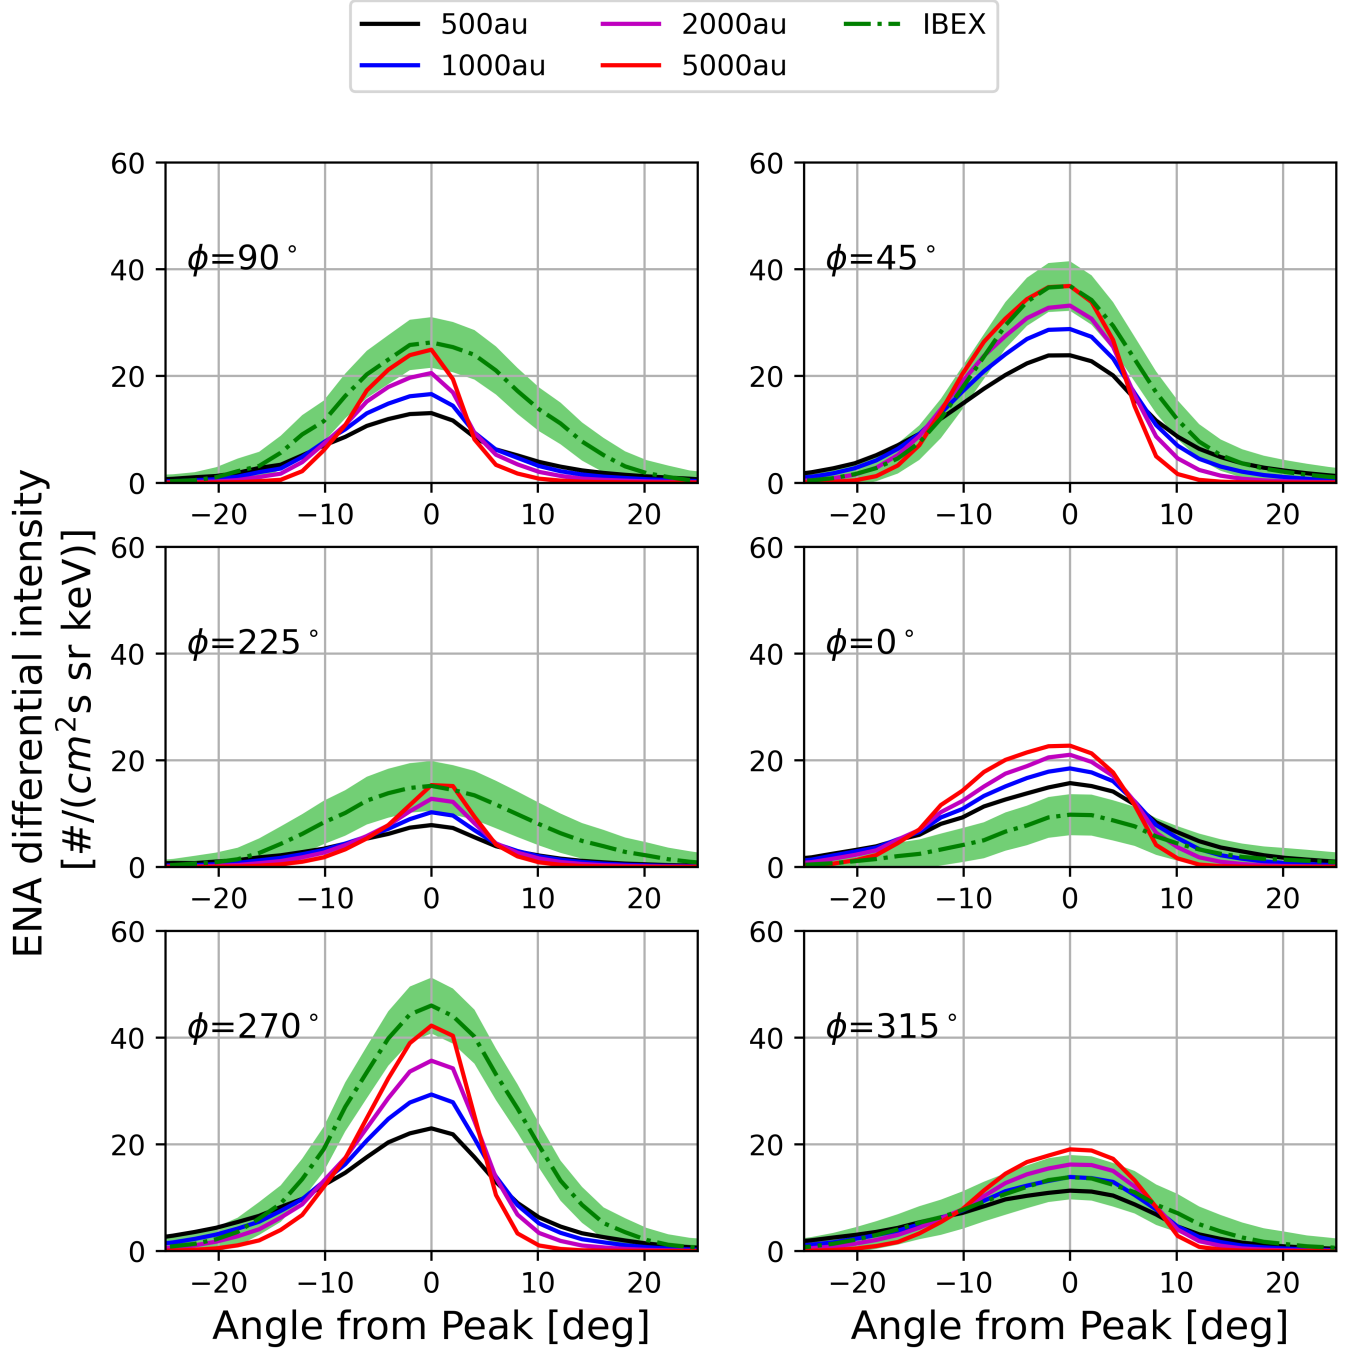 500au 2000au IBEX
1000au 5000au
60 60
ϕ=90° ϕ=45°
40 40
20 20
0 0
−20 −10 0 10 20 −20 −10 0 10 20
60 60
ϕ=225° ϕ=0°
40 40
20 20
0 0
−20 −10 0 10 20 −20 −10 0 10 20
60 60
ϕ=270° ϕ=315°
40 40
20 20
0 0
−20 −10 0 10 20 −20 −10 0 10 20
Angle from Peak [deg] Angle from Peak [deg]
ENA differential intensity
[#/(cm²s sr keV)]